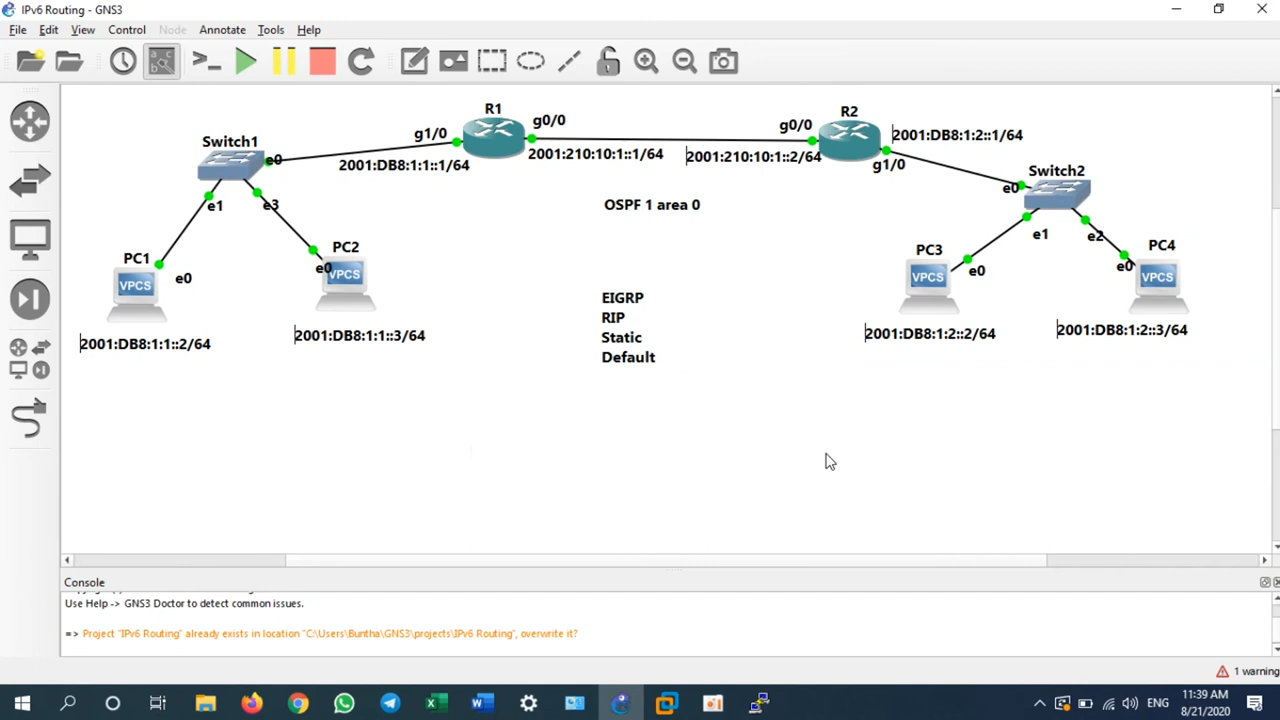 IPv6 Routing - GNS3
File Edit View Control Node Annotate Tools Help
R1
R2
g0/0
g0/0
2001:DB8:1:2::1/64
Switch1
g1/0
e0
2001:DB8:1:1::1/64
2001:210:10:1::1/64
2001:210:10:1::2/64
g1/0
Switch2
e0
e1
e3
OSPF 1 area 0
e1
e2
PC1
PC2
PC3
PC4
e0
e0
e0
e0
VPCS
VPCS
VPCS
VPCS
2001:DB8:1:1::2/64
2001:DB8:1:1::3/64
2001:DB8:1:2::2/64
2001:DB8:1:2::3/64
EIGRP
RIP
Static
Default
Console
Use Help -> GNS3 Doctor to detect common issues.
=> Project "IPv6 Routing" already exists in location "C:\Users\Buntha\GNS3\projects\IPv6 Routing", overwrite it?
1 warning
ENG
11:39 AM
8/21/2020